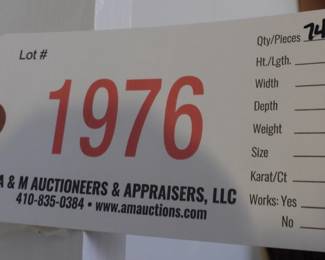 Lot #
1976
A & M AUCTIONEERS & APPRAISERS, LLC
410-835-0384 • www.amauctions.com
Qty/Pieces 74
Ht./Lgth.
Width
Depth
Weight
Size
Karat/Ct
Works: Yes
No